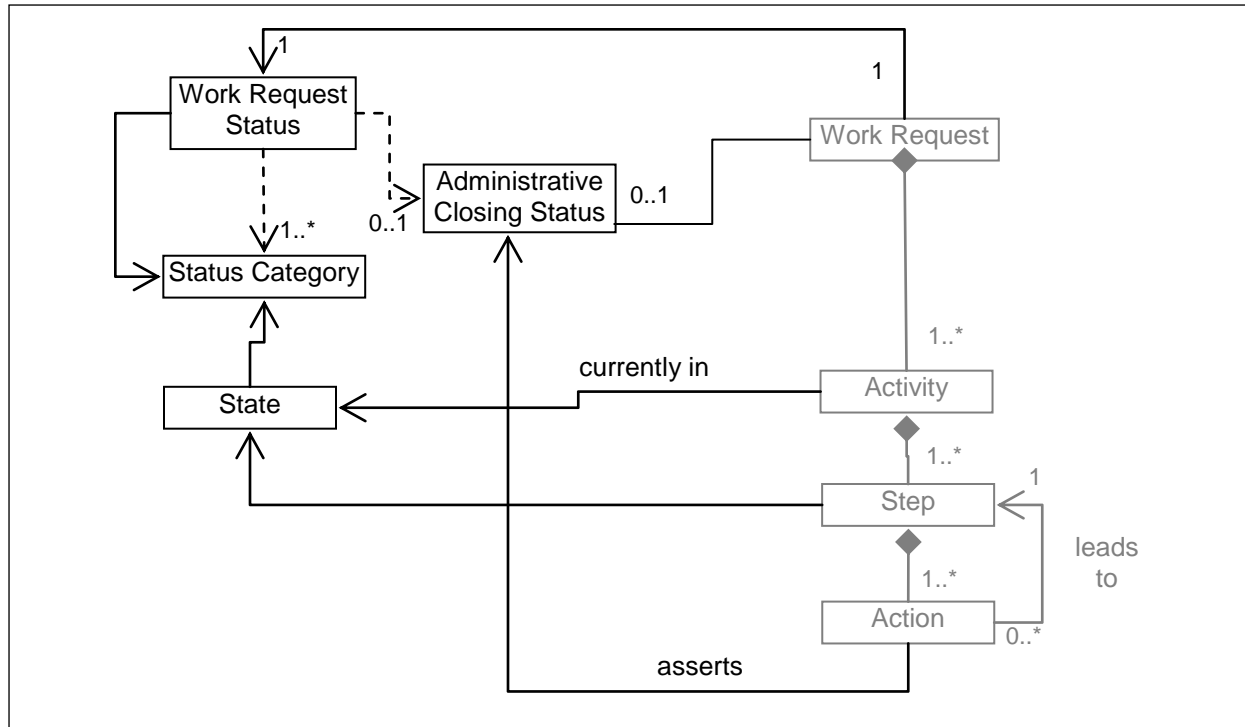 1
1
Work Request
Status
Work Request
Administrative
Closing Status
0..1
0..1
1..*
Status Category
1..*
currently in
Activity
State
1..*
1
Step
leads
to
1..*
Action
0..*
asserts